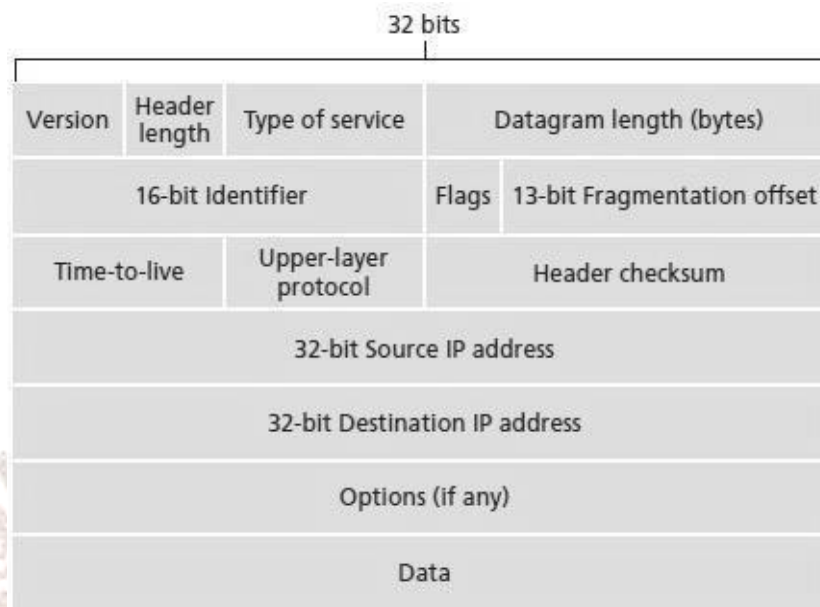 32 bits
Version
Header
length
Type of service
Datagram length (bytes)
16-bit Identifier
Flags
13-bit Fragmentation offset
Time-to-live
Upper-layer
protocol
Header checksum
32-bit Source IP address
32-bit Destination IP address
Options (if any)
Data